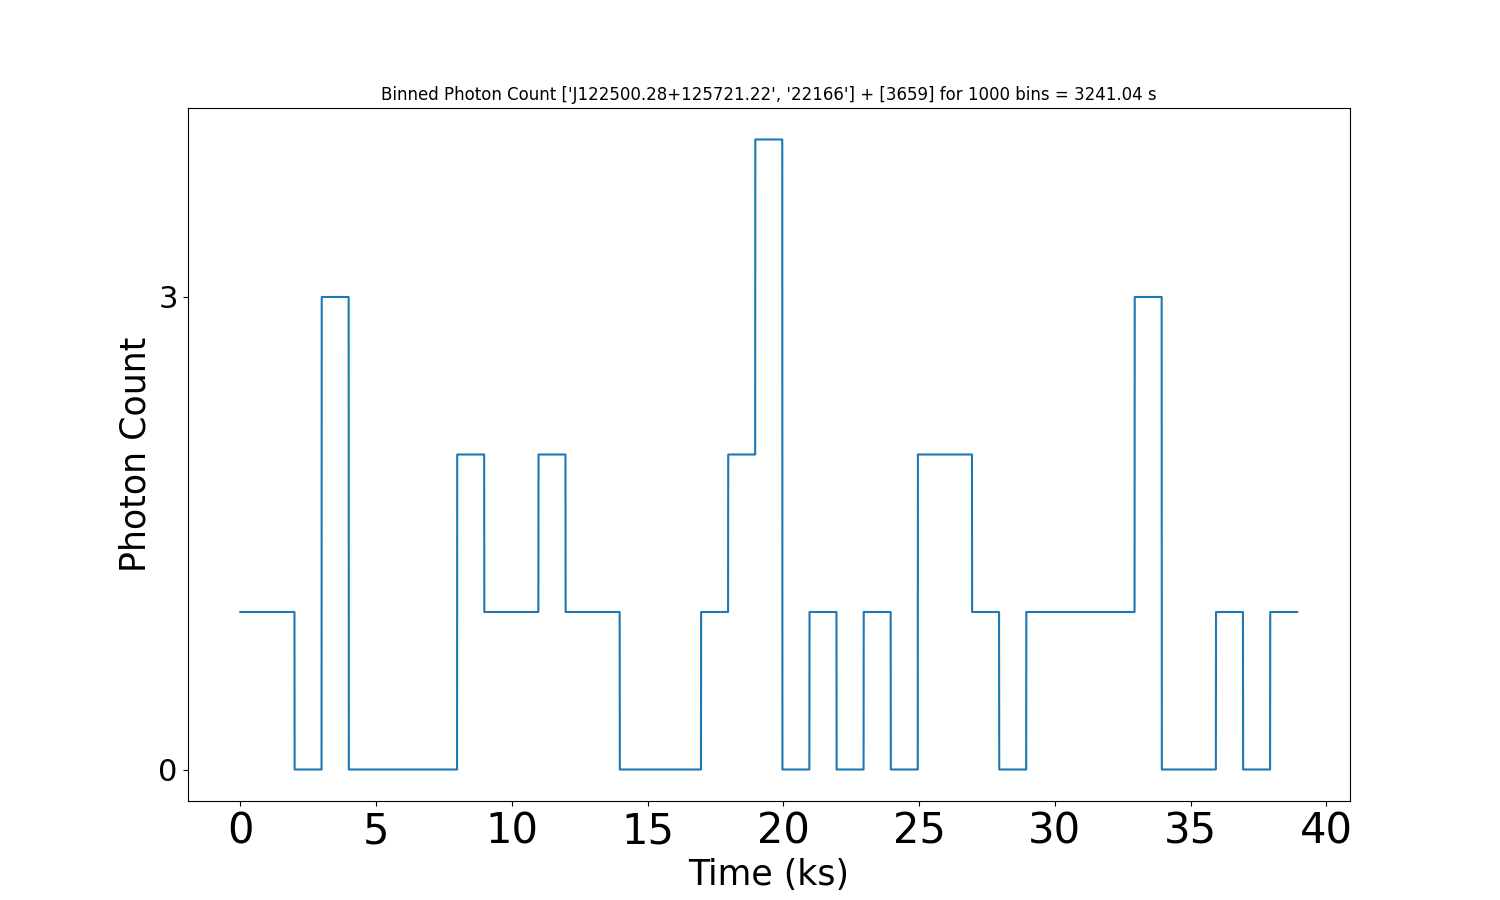 Binned Photon Count ['J122500.28+125721.22', '22166'] + [3659] for 1000 bins = 3241.04 s
Photon Count
3
0
0 5 10 15 20 25 30 35 40
Time (ks)